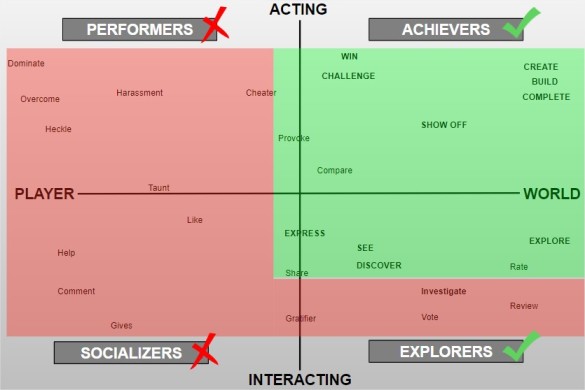 ACTING
PERFORMERS
ACHIEVERS
Dominate
WIN
CREATE
CHALLENGE
BUILD
Overcome
Harassment
Cheater
COMPLETE
Heckle
SHOW OFF
Provoke
Compare
PLAYER
Taunt
WORLD
Like
EXPRESS
EXPLORE
Help
SEE
DISCOVER
Rate
Share
Comment
Investigate
Review
Gives
Gratifier
Vote
SOCIALIZERS
EXPLORERS
INTERACTING